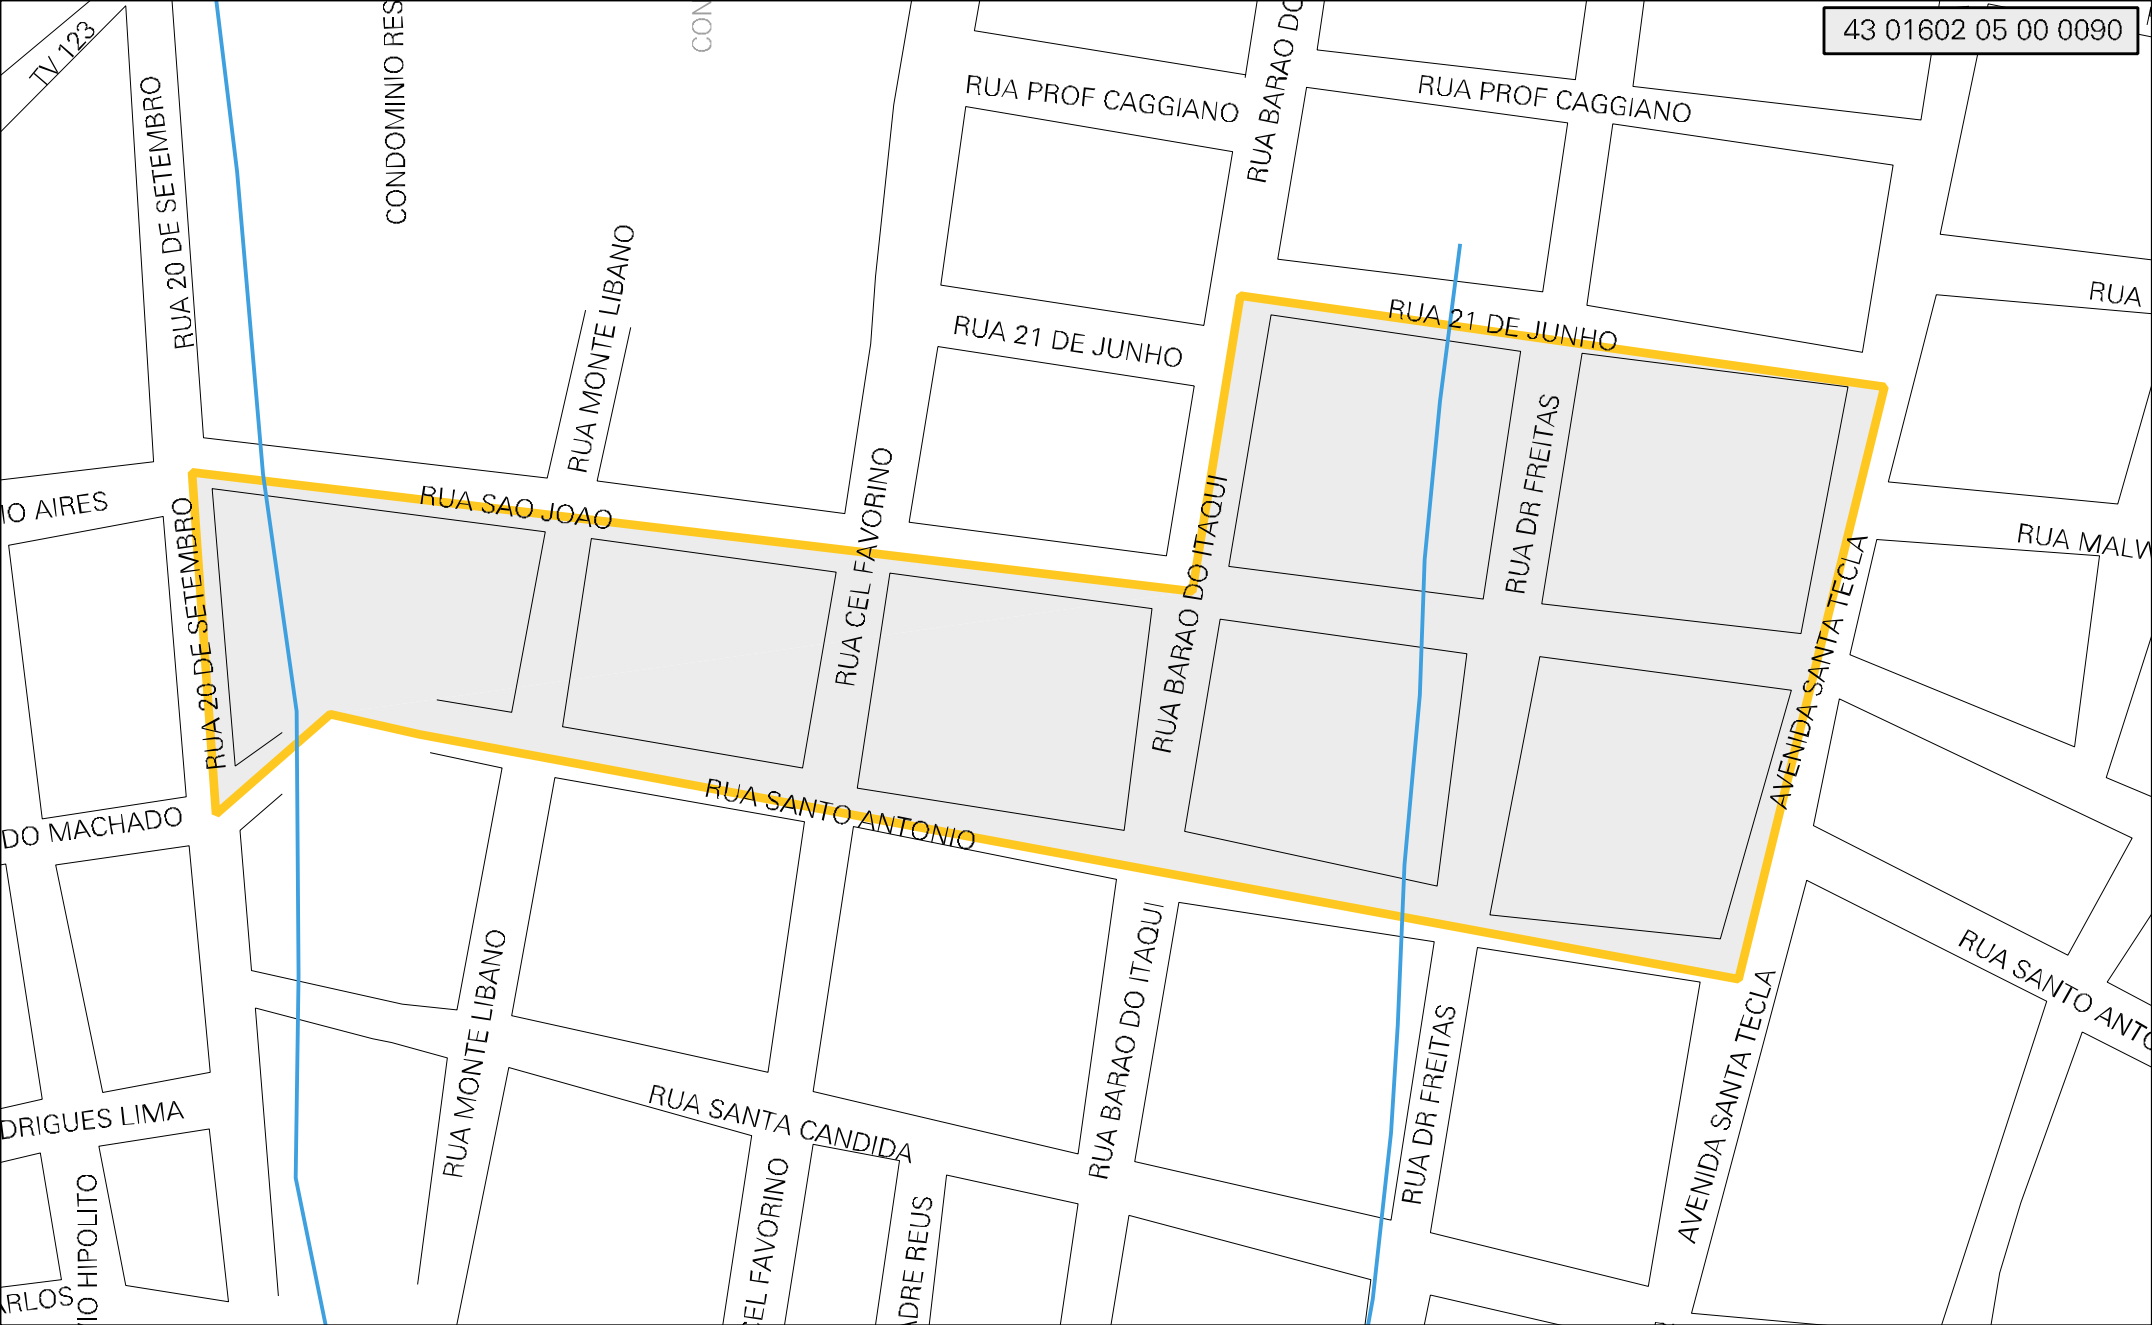 43 01602 05 00 0090
TV 123
CONDOMINIO RES
CON
RUA PROF CAGGIANO
RUA BARAO DO
RUA PROF CAGGIANO
RUA 20 DE SETEMBRO
RUA MONTE LIBANO
RUA 21 DE JUNHO
RUA 21 DE JUNHO
RUA
IO AIRES
RUA SAO JOAO
RUA CEL FAVORINO
RUA BARAO DO ITAQUI
RUA DR FREITAS
RUA MALW
RUA 20 DE SETEMBRO
AVENIDA SANTA TECLA
DO MACHADO
RUA SANTO ANTONIO
RUA MONTE LIBANO
RUA BARAO DO ITAQUI
RUA DR FREITAS
AVENIDA SANTA TECLA
RUA SANTO ANTO
DRIGUES LIMA
RUA SANTA CANDIDA
IO HIPOLITO
CEL FAVORINO
ADRE REUS
ARLOS